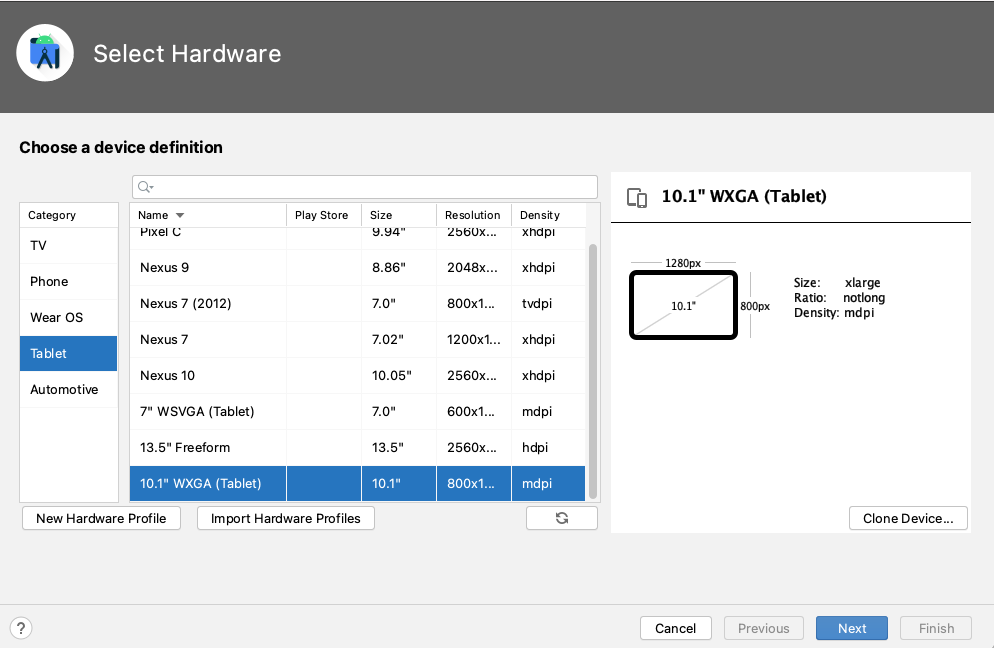 Select Hardware
Choose a device definition
Category
TV
Phone
Wear OS
Tablet
Automotive
Name Play Store Size Resolution Density
Pixel C 9.94" 2560x... xhdpi
Nexus 9 8.86" 2048x... xhdpi
Nexus 7 (2012) 7.0" 800x1... tvdpi
Nexus 7 7.02" 1200x1... xhdpi
Nexus 10 10.05" 2560x... xhdpi
7" WSVGA (Tablet) 7.0" 600x1... mdpi
13.5" Freeform 13.5" 2560x... hdpi
10.1" WXGA (Tablet) 10.1" 800x1... mdpi
New Hardware Profile Import Hardware Profiles
10.1" WXGA (Tablet)
1280px
10.1"
800px
Size: xlarge
Ratio: notlong
Density: mdpi
Clone Device...
? Cancel Previous Next Finish